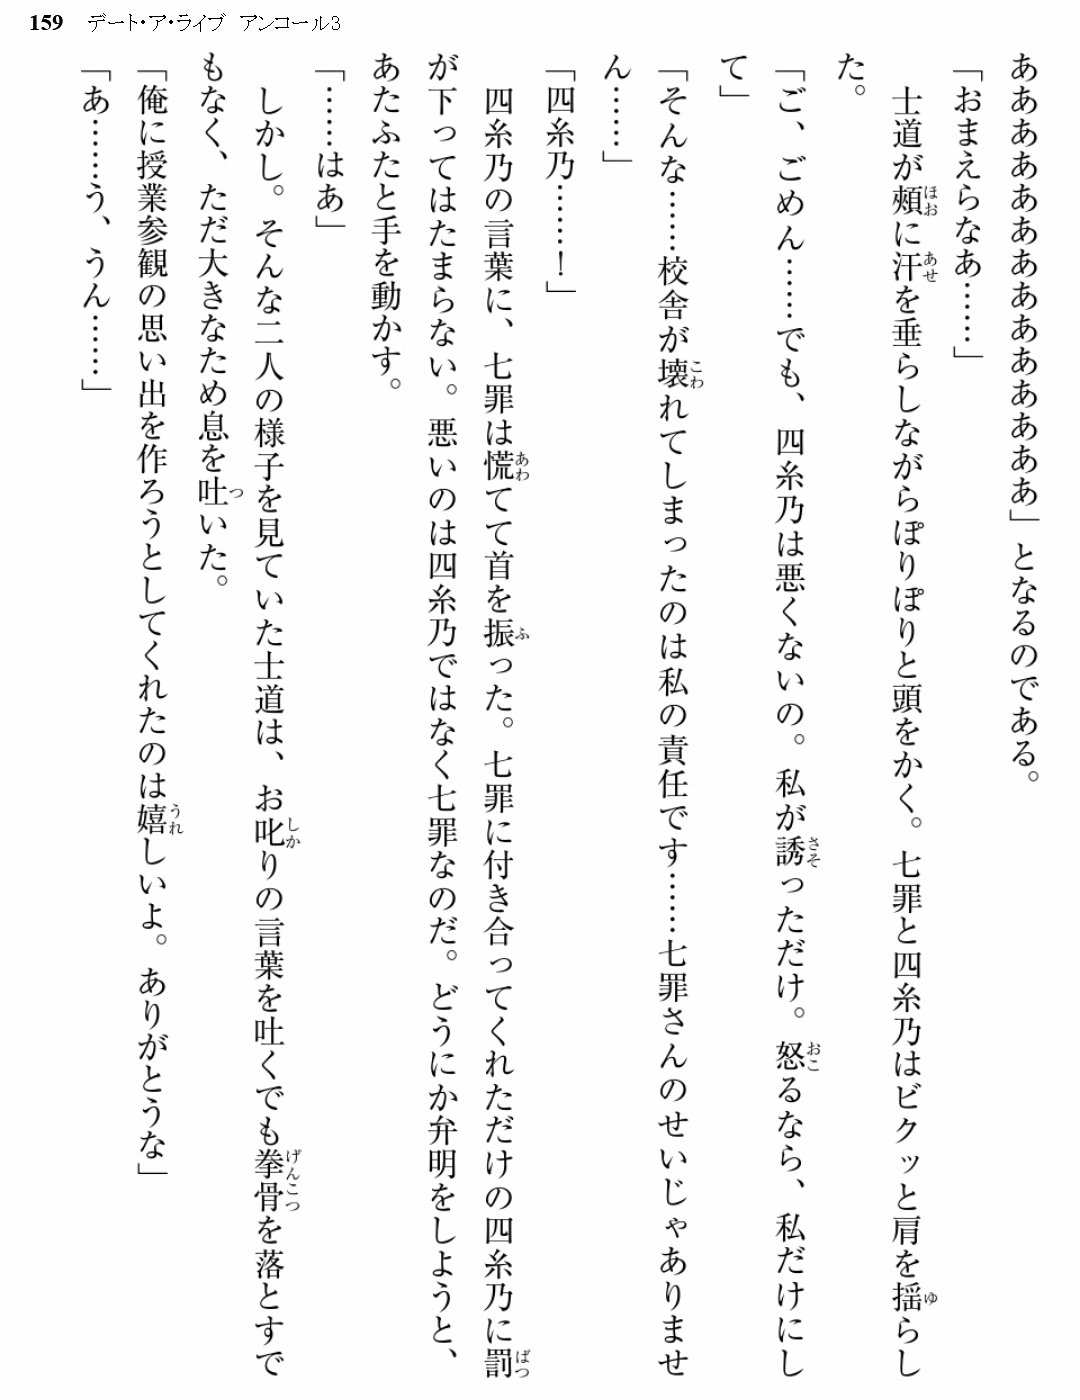 159 デート・ア・ライブ アンコール3
ああああああああああああああ」となるのである。
「おまえらなあ……」
士道が頰に汗を垂らしながらぽりぽりと頭をかく。七罪と四糸乃はビクッと肩を揺らし
た。
「ご、ごめん……でも、四糸乃は悪くないの。私が誘っただけ。怒るなら、私だけにし
て」
「そんな……校舎が壊れてしまったのは私の責任です……七罪さんのせいじゃありませ
ん……」
「四糸乃……！」
四糸乃の言葉に、七罪は慌てて首を振った。七罪に付き合ってくれただけの四糸乃に罰
が下ってはたまらない。悪いのは四糸乃ではなく七罪なのだ。どうにか弁明をしようと、
あたふたと手を動かす。
「……はあ」
しかし。そんな二人の様子を見ていた士道は、お叱りの言葉を吐くでも拳骨を落とすで
もなく、ただ大きなため息を吐いた。
「俺に授業参観の思い出を作ろうとしてくれたのは嬉しいよ。ありがとうな」
「あ……う、うん……」